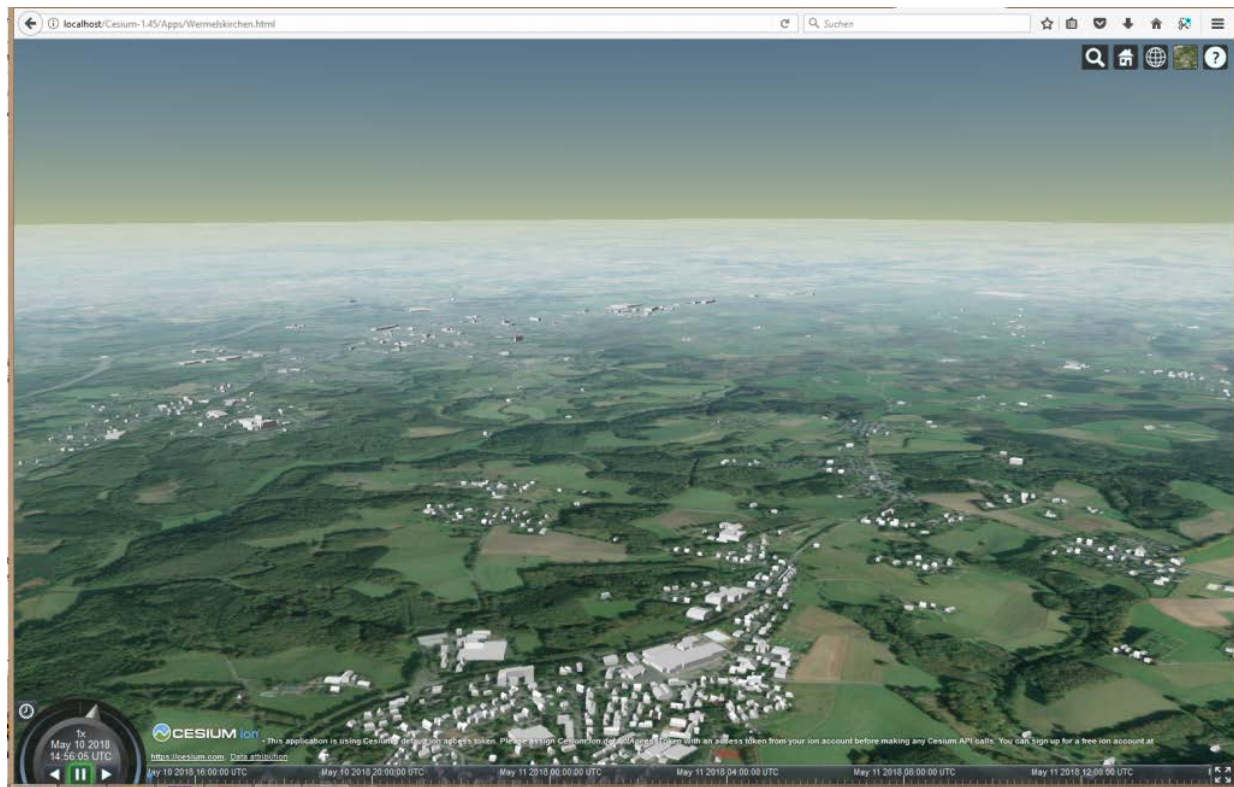 localhost/Cesium-1.45/Apps/Wermelskirchen.html
Suchen
?
1x
May 10 2018
14:56:05 UTC
CESIUM ion
- This application is using Cesium's default ion access token. Please assign Cesium.Ion.defaultAccessToken with an access token from your ion account before making any Cesium API calls. You can sign up for a free ion account at
https://cesium.com. Data attribution
May 10 2018 16:00:00 UTC
May 10 2018 20:00:00 UTC
May 11 2018 00:00:00 UTC
May 11 2018 04:00:00 UTC
May 11 2018 08:00:00 UTC
May 11 2018 12:00:00 UTC